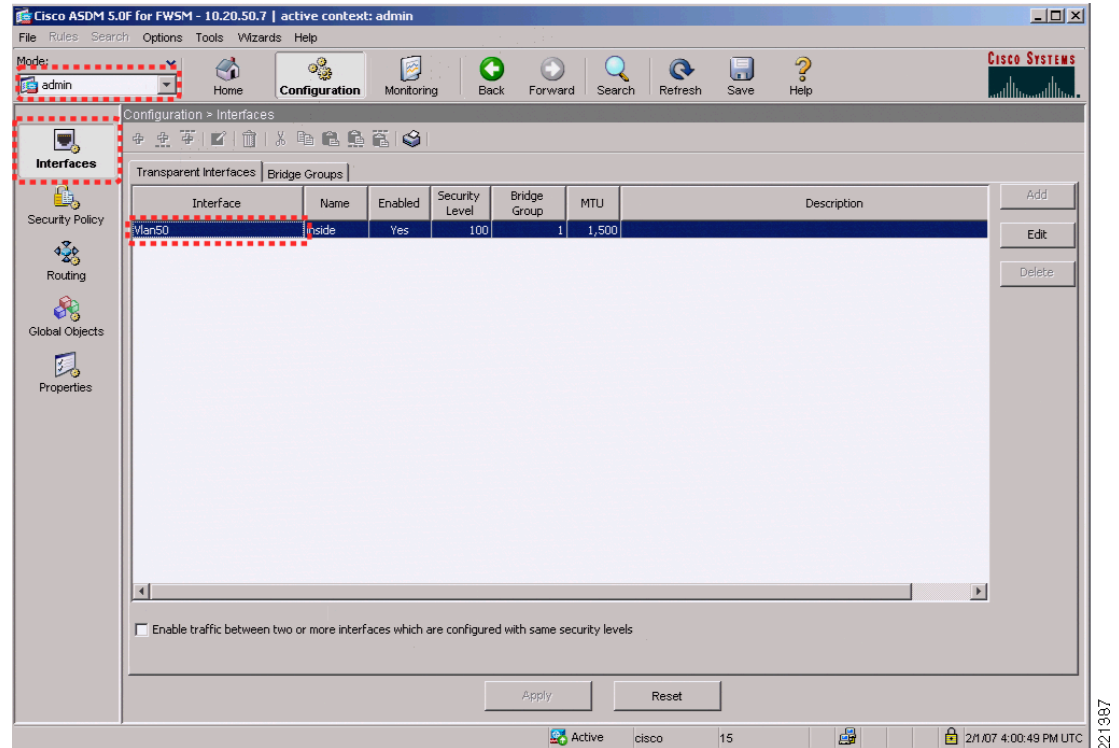 Cisco ASDM 5.0F for FWSM - 10.20.50.7 | active context: admin
File Rules Search Options Tools Wizards Help
Mode:
admin
Home
Configuration
Monitoring
Back
Forward
Search
Refresh
Save
Help
CISCO SYSTEMS
Configuration > Interfaces
Interfaces
Security Policy
Routing
Global Objects
Properties
Transparent Interfaces Bridge Groups
Interface Name Enabled Security Level Bridge Group MTU Description
Vlan50 inside Yes 100 1 1,500
Add
Edit
Delete
Enable traffic between two or more interfaces which are configured with same security levels
Apply Reset
Active cisco 15 2/1/07 4:00:49 PM UTC